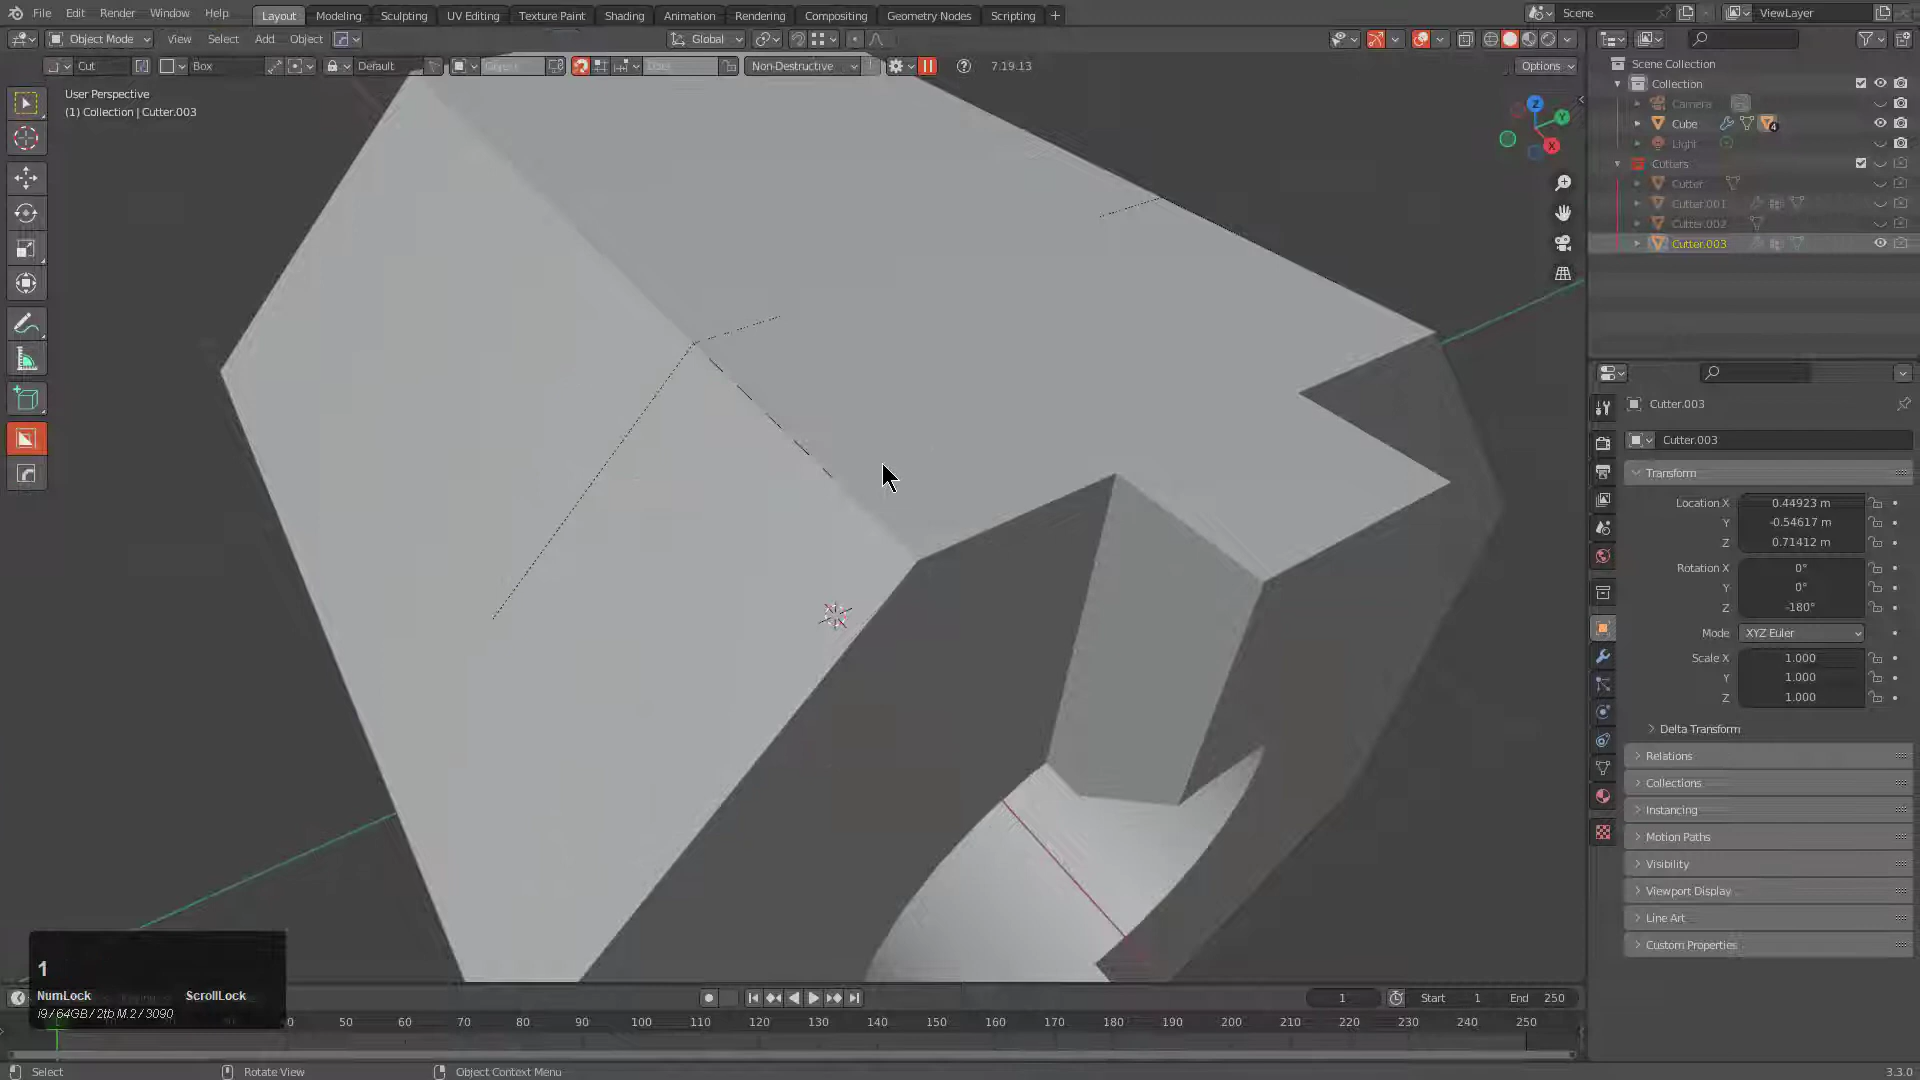 File Edit Render Window Help Layout Modeling Sculpting UV Editing Texture Paint Shading Animation Rendering Compositing Geometry Nodes Scripting + Scene ViewLayer
Object Mode View Select Add Object Global
Cut Box Default Non-Destructive 7.19.13 Options
User Perspective
(1) Collection | Cutter.003
Z
Y
X
Scene Collection
Collection
Camera
Cube 4
Light
Cutters
Cutter
Cutter.001
Cutter.002
Cutter.003
Cutter.003
Cutter.003
Transform
Location X 0.44923 m
Y -0.54617 m
Z 0.71412 m
Rotation X 0°
Y 0°
Z -180°
Mode XYZ Euler
Scale X 1.000
Y 1.000
Z 1.000
Delta Transform
Relations
Collections
Instancing
Motion Paths
Visibility
Viewport Display
Line Art
Custom Properties
1
NumLock ScrollLock
i9 / 64GB / 2tb M.2 / 3090
1 Start 1 End 250
50 60 70 80 90 100 110 120 130 140 150 160 170 180 190 200 210 220 230 240 250
Select Rotate View Object Context Menu 3.3.0